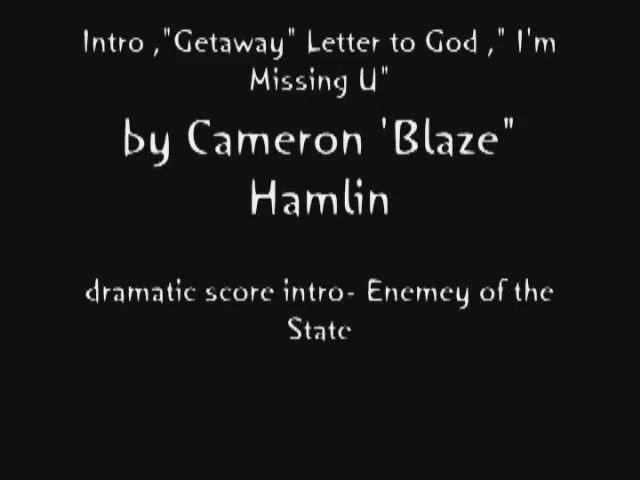 Intro ,"Getaway" Letter to God ," I'm
Missing U"
by Cameron 'Blaze"
Hamlin
dramatic score intro- Enemey of the
State